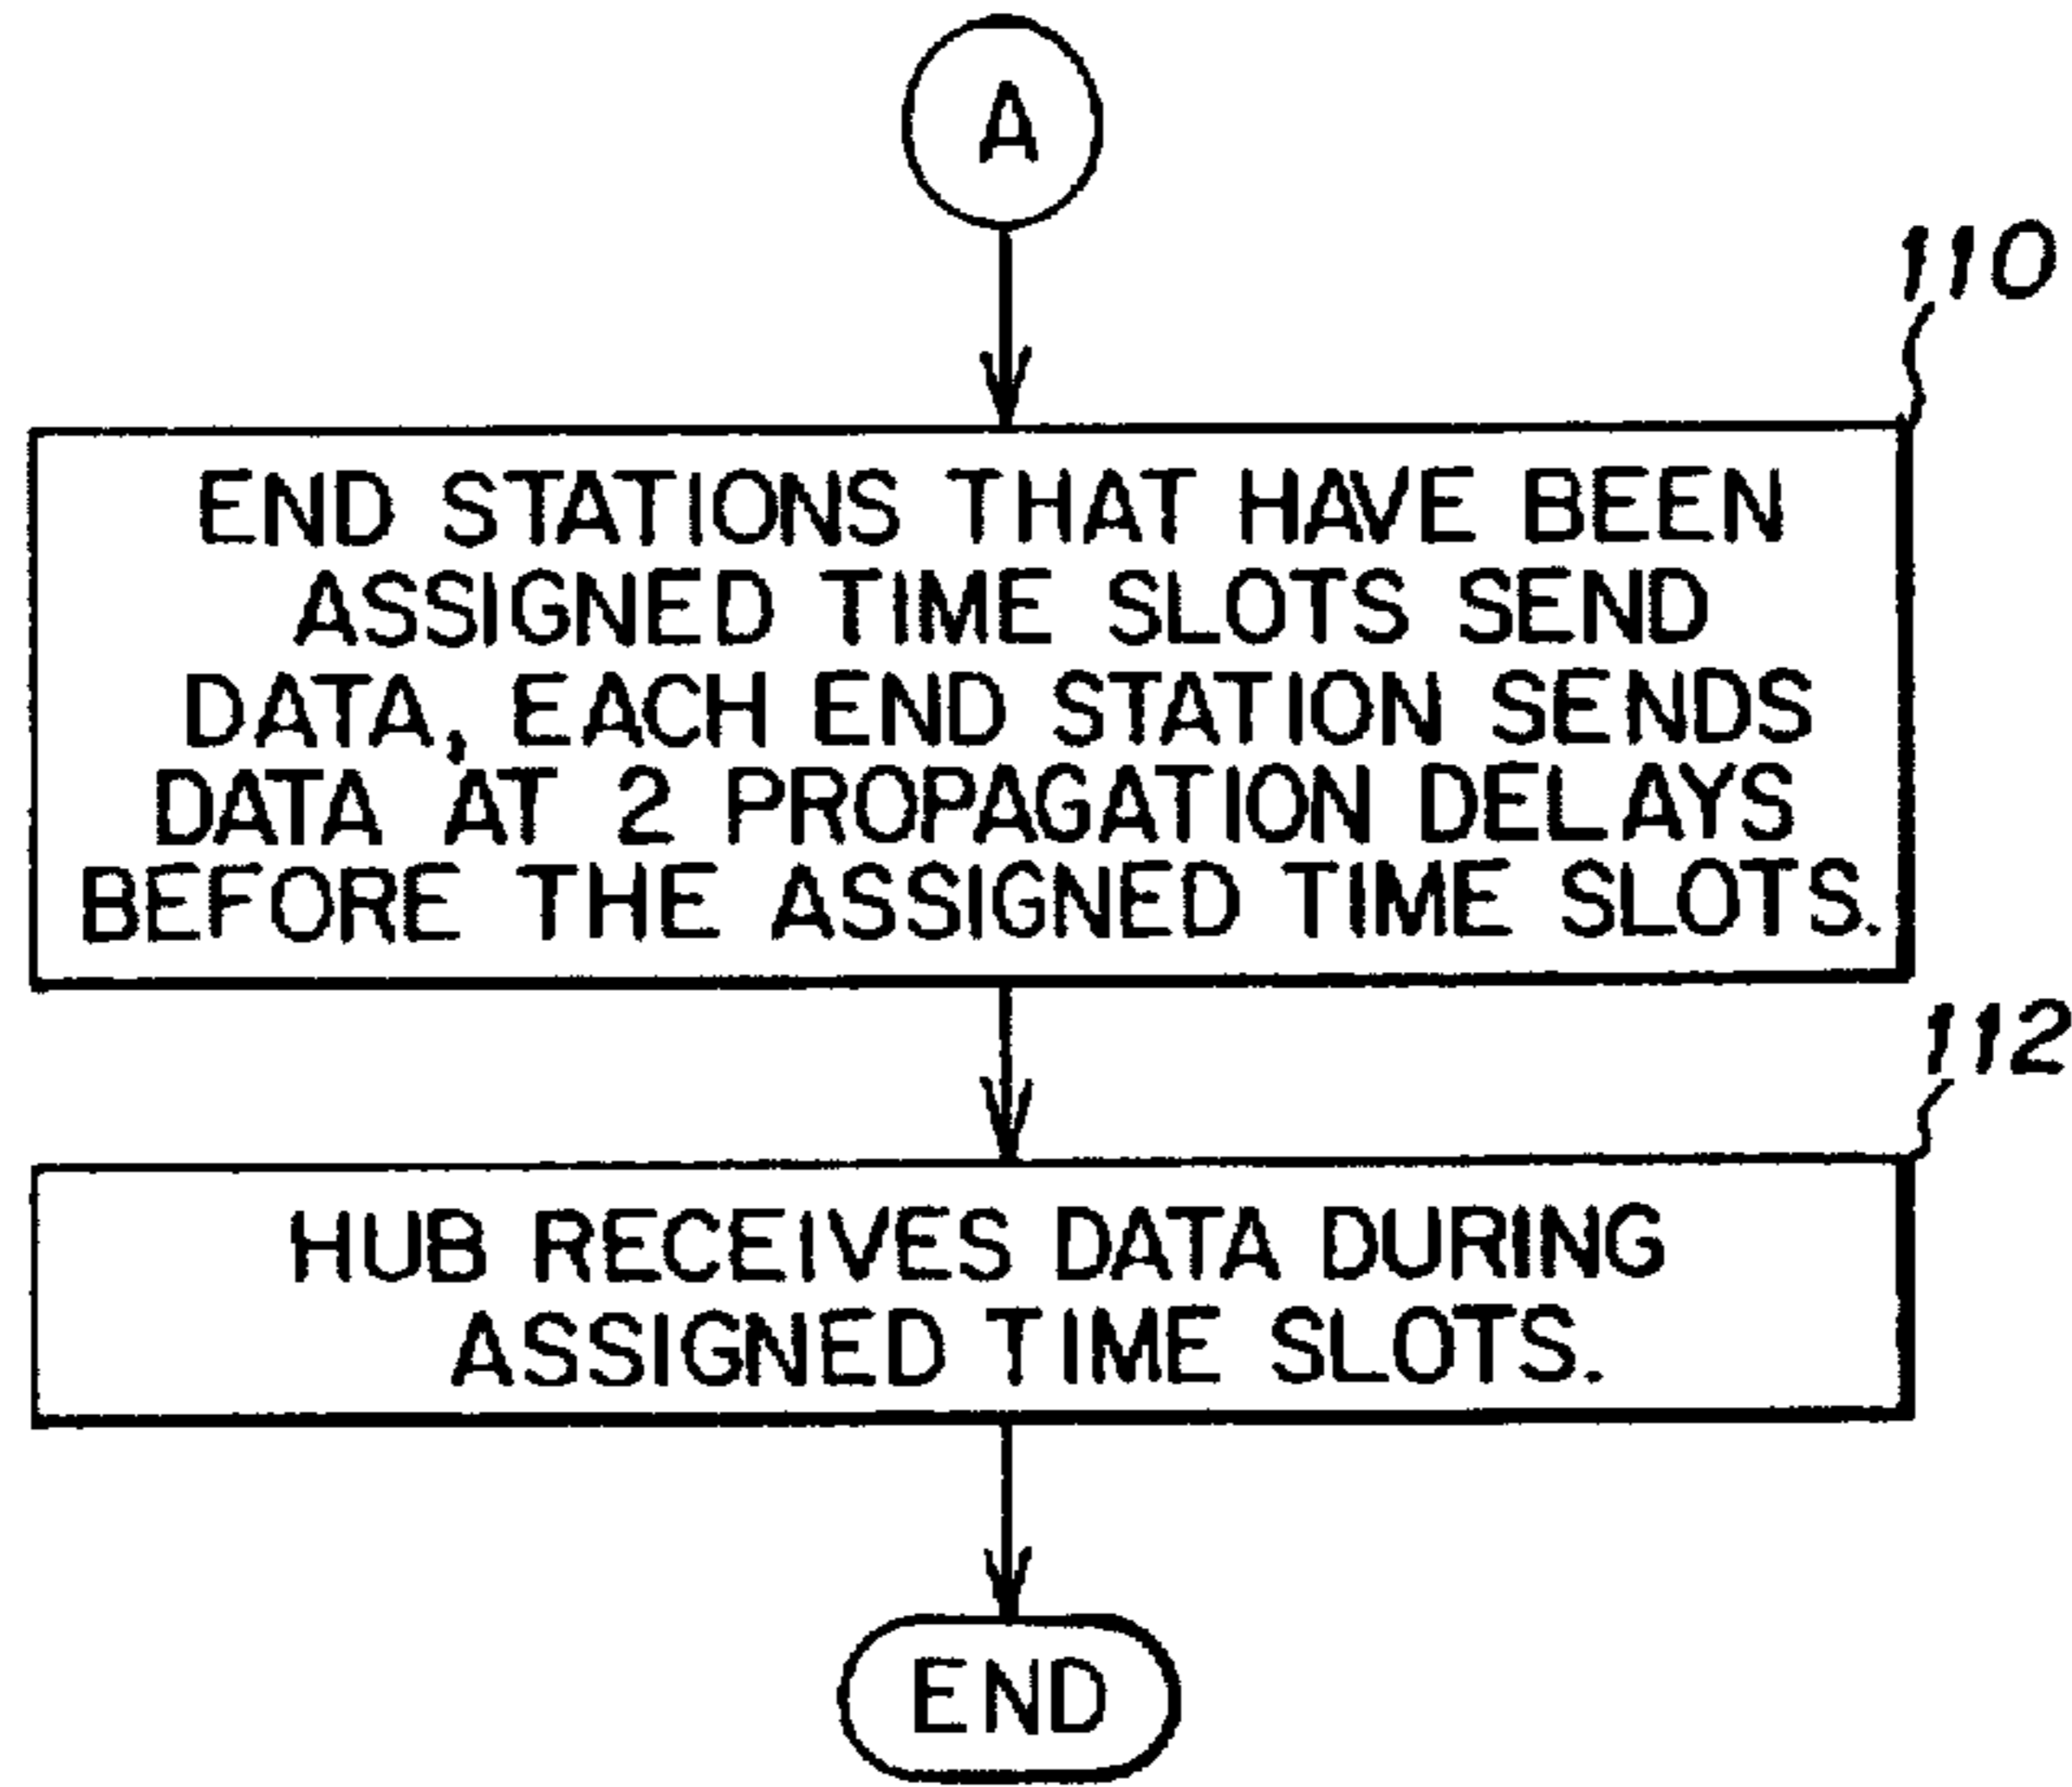 A
110
END STATIONS THAT HAVE BEEN
ASSIGNED TIME SLOTS SEND
DATA, EACH END STATION SENDS
DATA AT 2 PROPAGATION DELAYS
BEFORE THE ASSIGNED TIME SLOTS.
112
HUB RECEIVES DATA DURING
ASSIGNED TIME SLOTS.
END